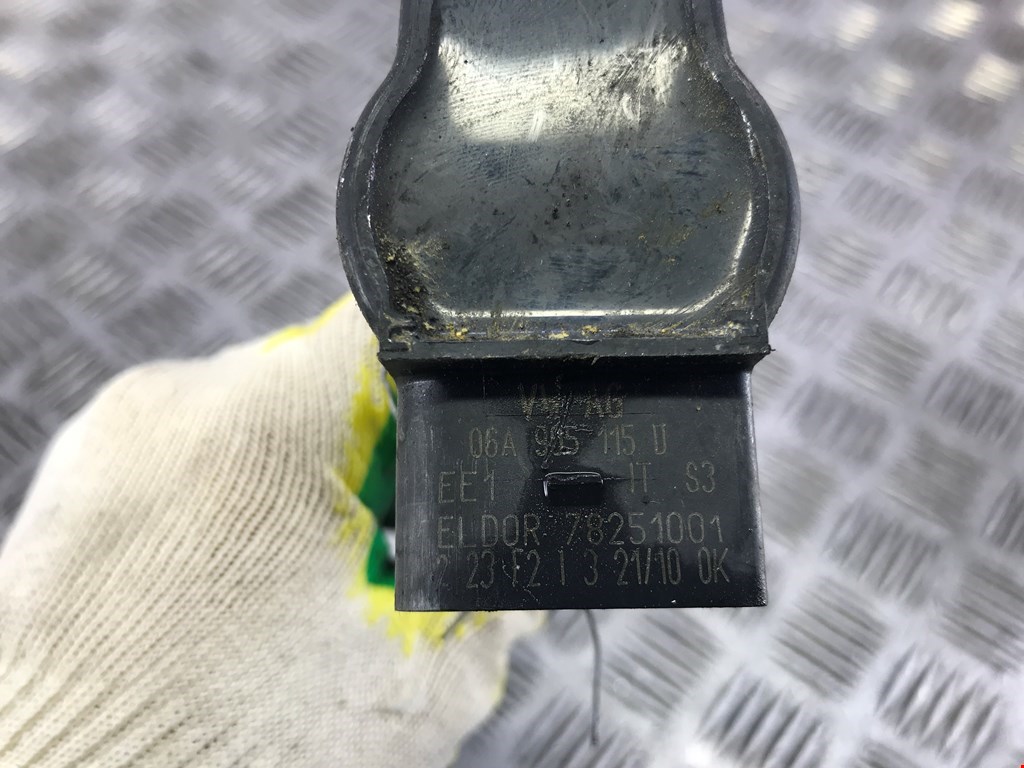 VW AG
06A 905 115 D
EE1 IT S3
ELDOR 78251001
2 23 F2 1 3 21/10 OK